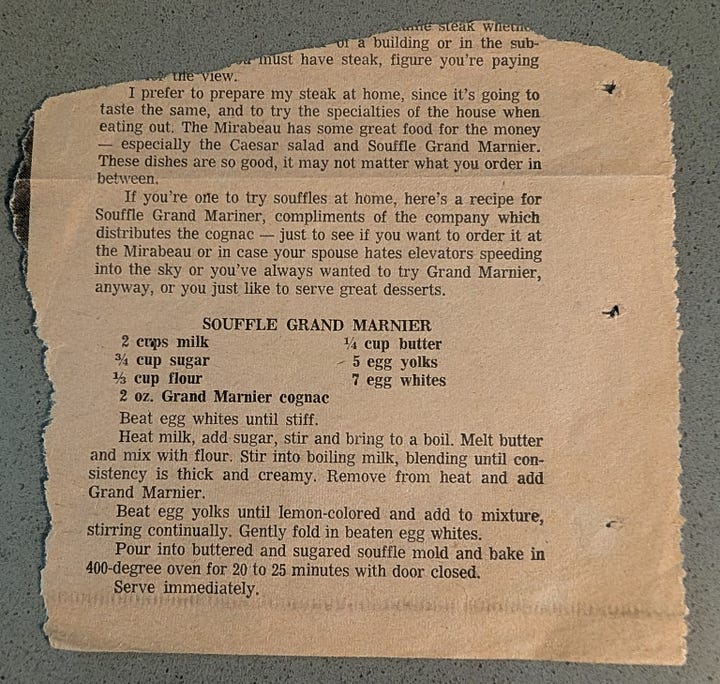 same steak whether
of a building or in the sub-
must have steak, figure you're paying
for the view.
I prefer to prepare my steak at home, since it's going to
taste the same, and to try the specialties of the house when
eating out. The Mirabeau has some great food for the money
— especially the Caesar salad and Souffle Grand Marnier.
These dishes are so good, it may not matter what you order in
between.
If you're one to try souffles at home, here's a recipe for
Souffle Grand Mariner, compliments of the company which
distributes the cognac — just to see if you want to order it at
the Mirabeau or in case your spouse hates elevators speeding
into the sky or you've always wanted to try Grand Marnier,
anyway, or you just like to serve great desserts.
SOUFFLE GRAND MARNIER
2 cups milk ¼ cup butter
¾ cup sugar 5 egg yolks
⅓ cup flour 7 egg whites
2 oz. Grand Marnier cognac
Beat egg whites until stiff.
Heat milk, add sugar, stir and bring to a boil. Melt butter
and mix with flour. Stir into boiling milk, blending until con-
sistency is thick and creamy. Remove from heat and add
Grand Marnier.
Beat egg yolks until lemon-colored and add to mixture,
stirring continually. Gently fold in beaten egg whites.
Pour into buttered and sugared souffle mold and bake in
400-degree oven for 20 to 25 minutes with door closed.
Serve immediately.